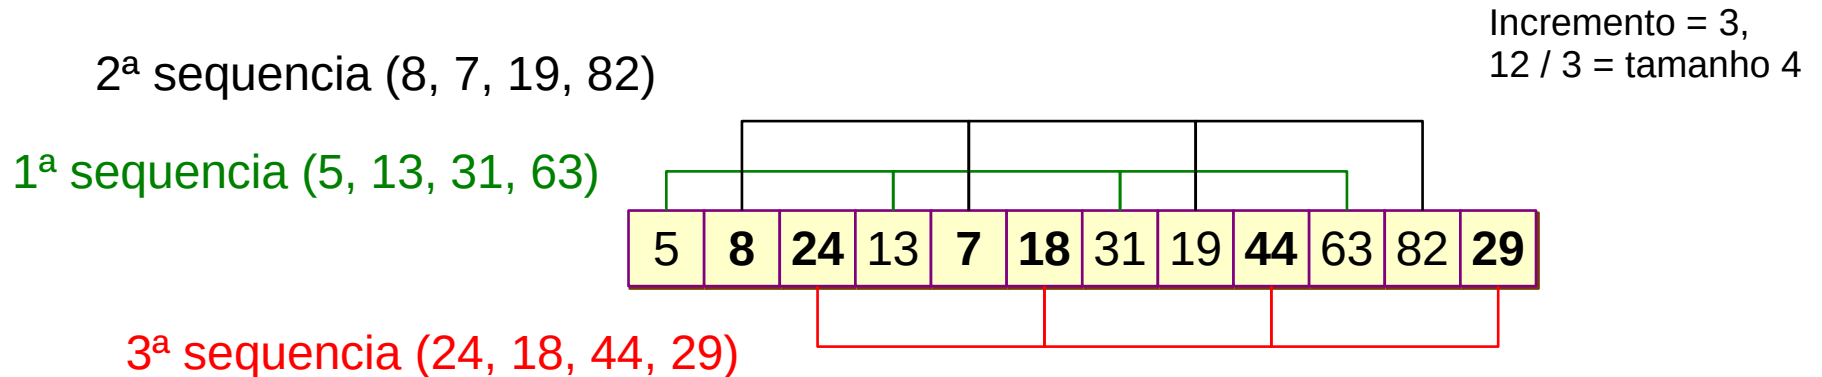 Incremento = 3,
12 / 3 = tamanho 4
2ª sequencia (8, 7, 19, 82)
1ª sequencia (5, 13, 31, 63)
5 8 24 13 7 18 31 19 44 63 82 29
3ª sequencia (24, 18, 44, 29)